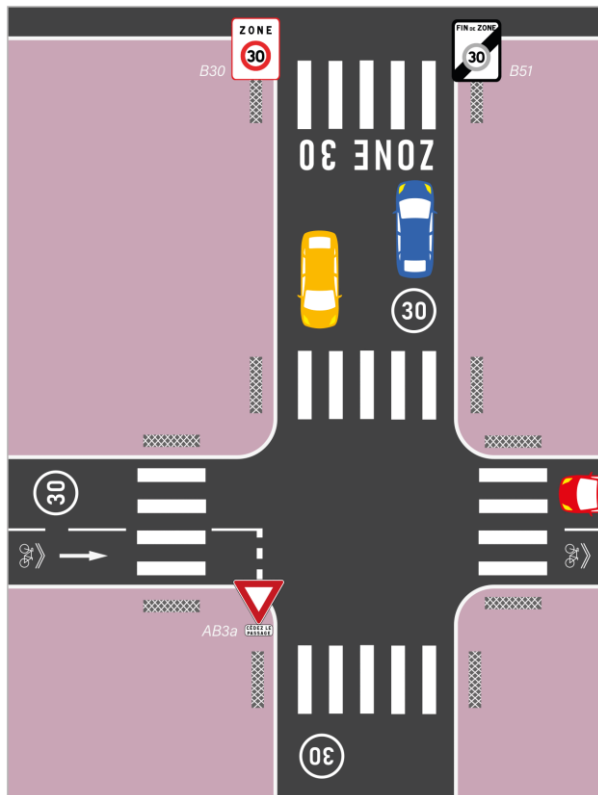 ZONE
30
B30
FIN DE ZONE
30
B51
ZONE 30
30
30
AB3a
CÉDEZ LE
PASSAGE
30